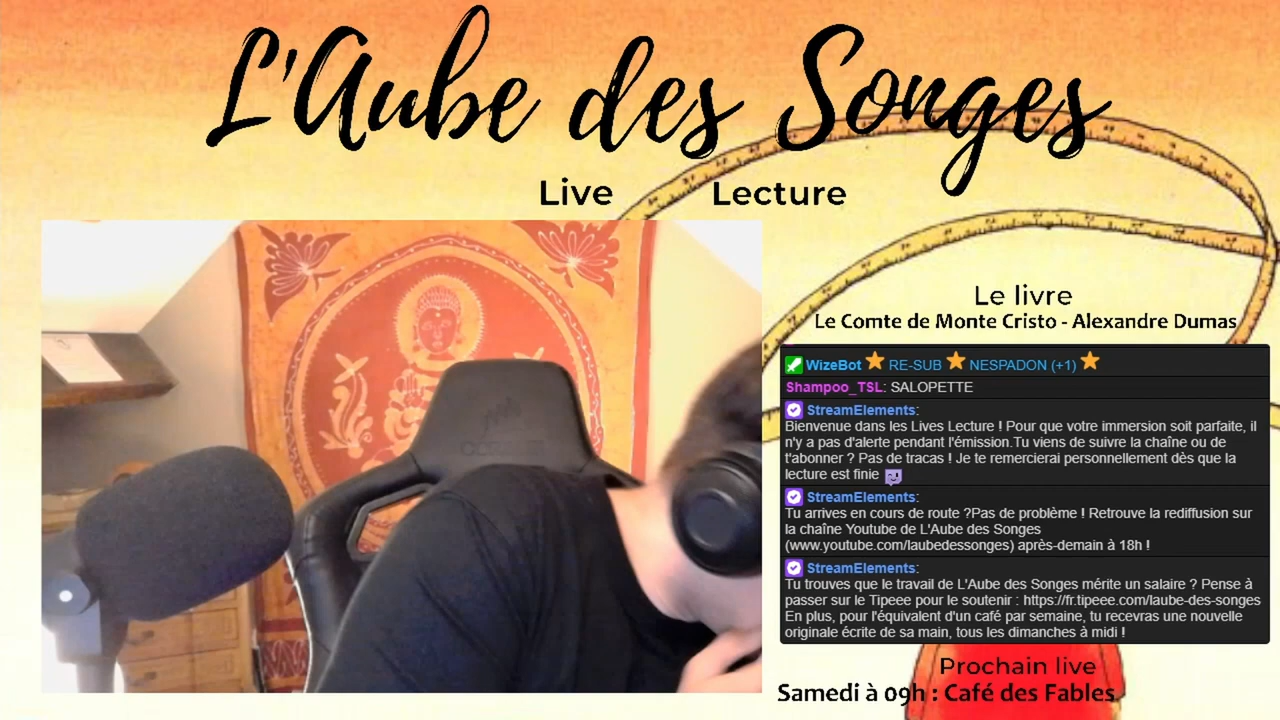 L'Aube des Songes
Live Lecture
Le livre
Le Comte de Monte Cristo - Alexandre Dumas
WizeBot RE-SUB NESPADON (+1)
Shampoo_TSL: SALOPETTE
StreamElements:
Bienvenue dans les Lives Lecture ! Pour que votre immersion soit parfaite, il
n'y a pas d'alerte pendant l'émission.Tu viens de suivre la chaîne ou de
t'abonner ? Pas de tracas ! Je te remercierai personnellement dès que la
lecture est finie
StreamElements:
Tu arrives en cours de route ?Pas de problème ! Retrouve la rediffusion sur
la chaîne Youtube de L'Aube des Songes
(www.youtube.com/laubedessonges) après-demain à 18h !
StreamElements:
Tu trouves que le travail de L'Aube des Songes mérite un salaire ? Pense à
passer sur le Tipeee pour le soutenir : https://fr.tipeee.com/laube-des-songes
En plus, pour l'équivalent d'un café par semaine, tu recevras une nouvelle
originale écrite de sa main, tous les dimanches à midi !
Prochain live
Samedi à 09h : Café des Fables